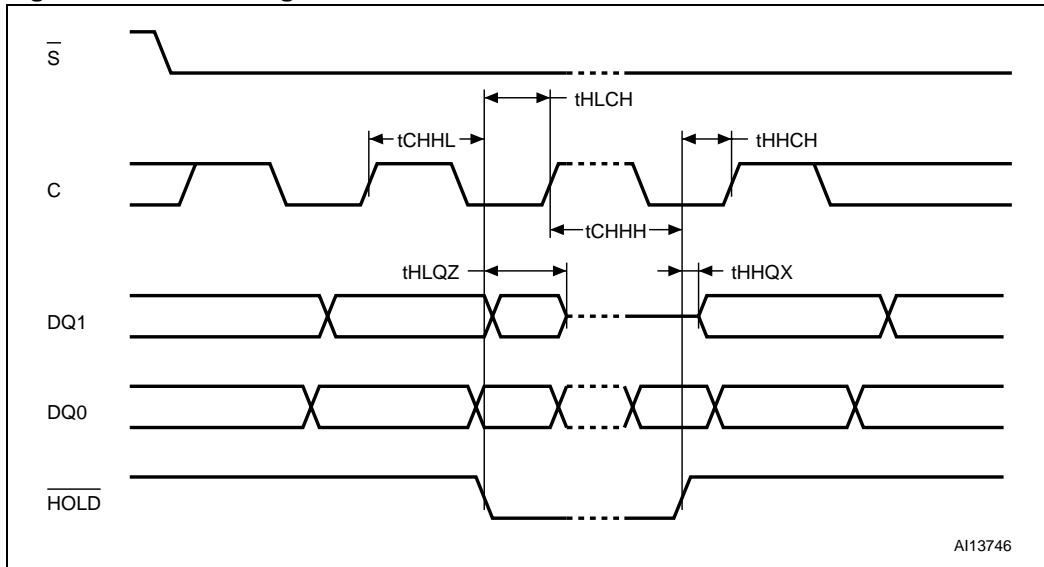 S
tHLCH
tCHHL
tHHCH
C
tCHHH
tHLQZ
tHHQX
DQ1
DQ0
HOLD
AI13746